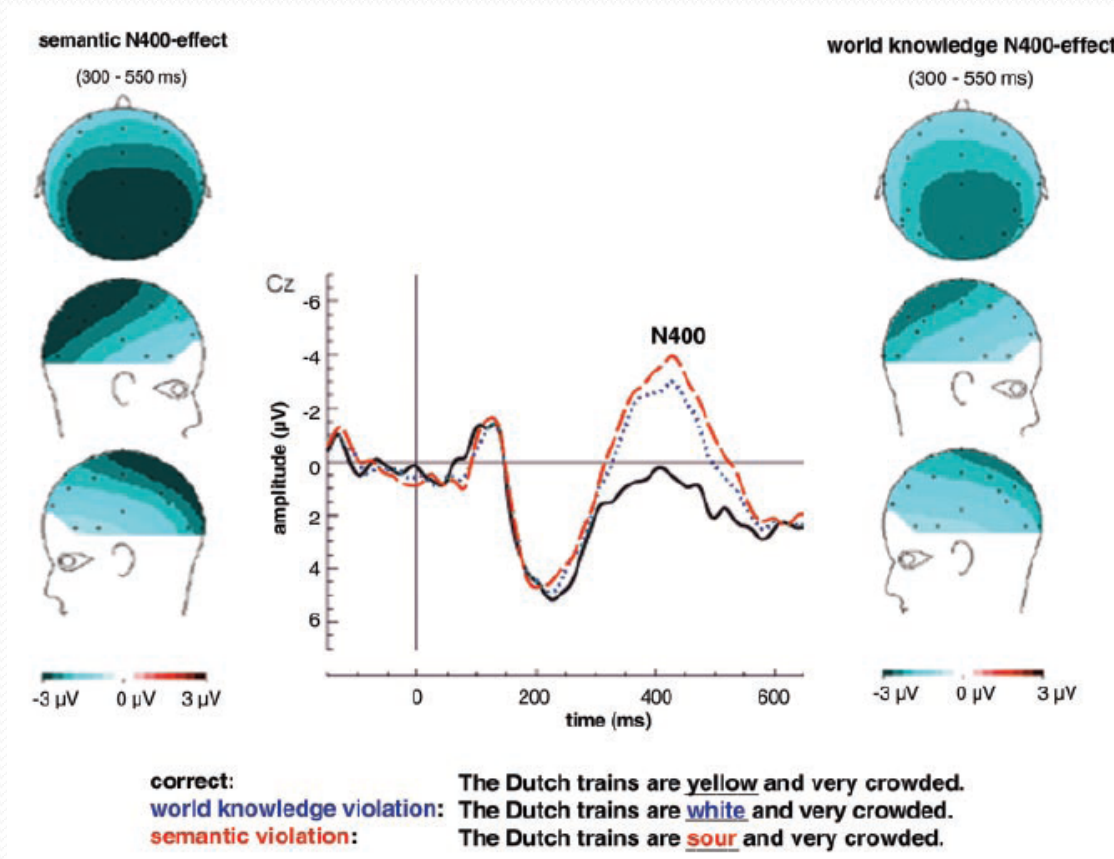 semantic N400-effect
(300 - 550 ms)
world knowledge N400-effect
(300 - 550 ms)
Cz
-6
-4
-2
0
2
4
6
amplitude (µV)
N400
0 200 400 600
time (ms)
-3 µV 0 µV 3 µV
-3 µV 0 µV 3 µV
correct: The Dutch trains are yellow and very crowded.
world knowledge violation: The Dutch trains are white and very crowded.
semantic violation: The Dutch trains are sour and very crowded.